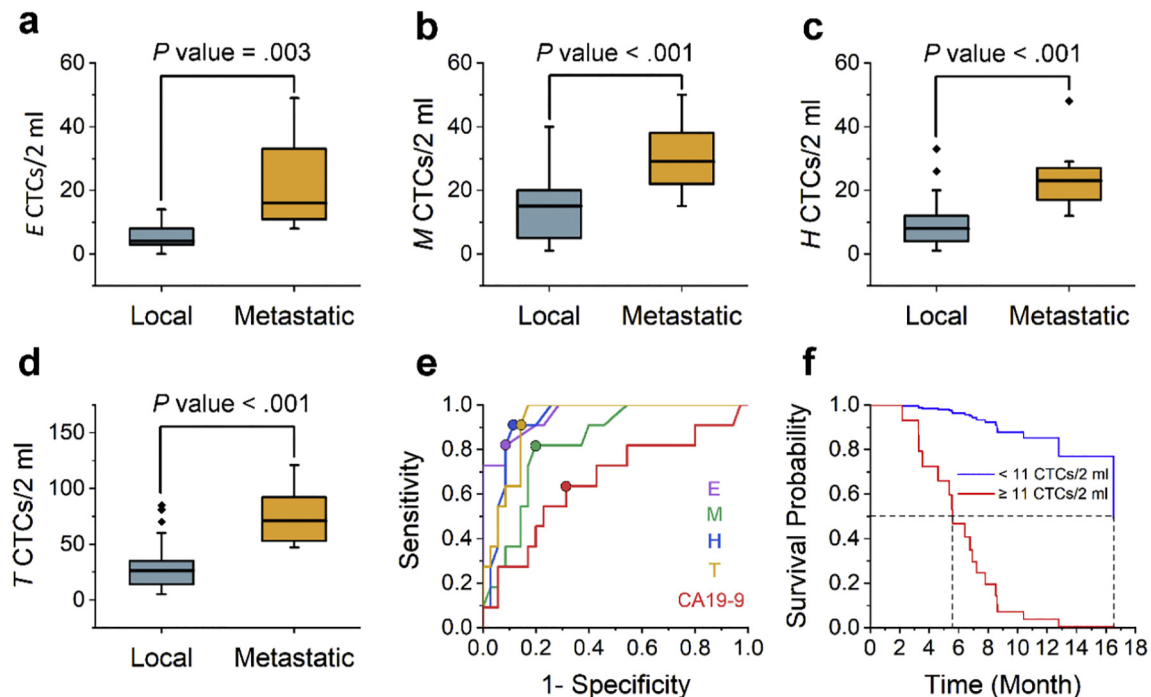 a
P value = .003
E CTCs/2 ml
60
40
20
0
Local Metastatic
b
P value < .001
M CTCs/2 ml
60
40
20
0
Local Metastatic
c
P value < .001
H CTCs/2 ml
60
40
20
0
Local Metastatic
d
P value < .001
T CTCs/2 ml
150
100
75
50
25
0
Local Metastatic
e
Sensitivity
1.0
0.8
0.6
0.4
0.2
0.0
E
M
H
T
CA19-9
0.0 0.2 0.4 0.6 0.8 1.0
1- Specificity
f
Survival Probability
1.0
0.8
0.6
0.4
0.2
0.0
< 11 CTCs/2 ml
≥ 11 CTCs/2 ml
0 2 4 6 8 10 12 14 16 18
Time (Month)